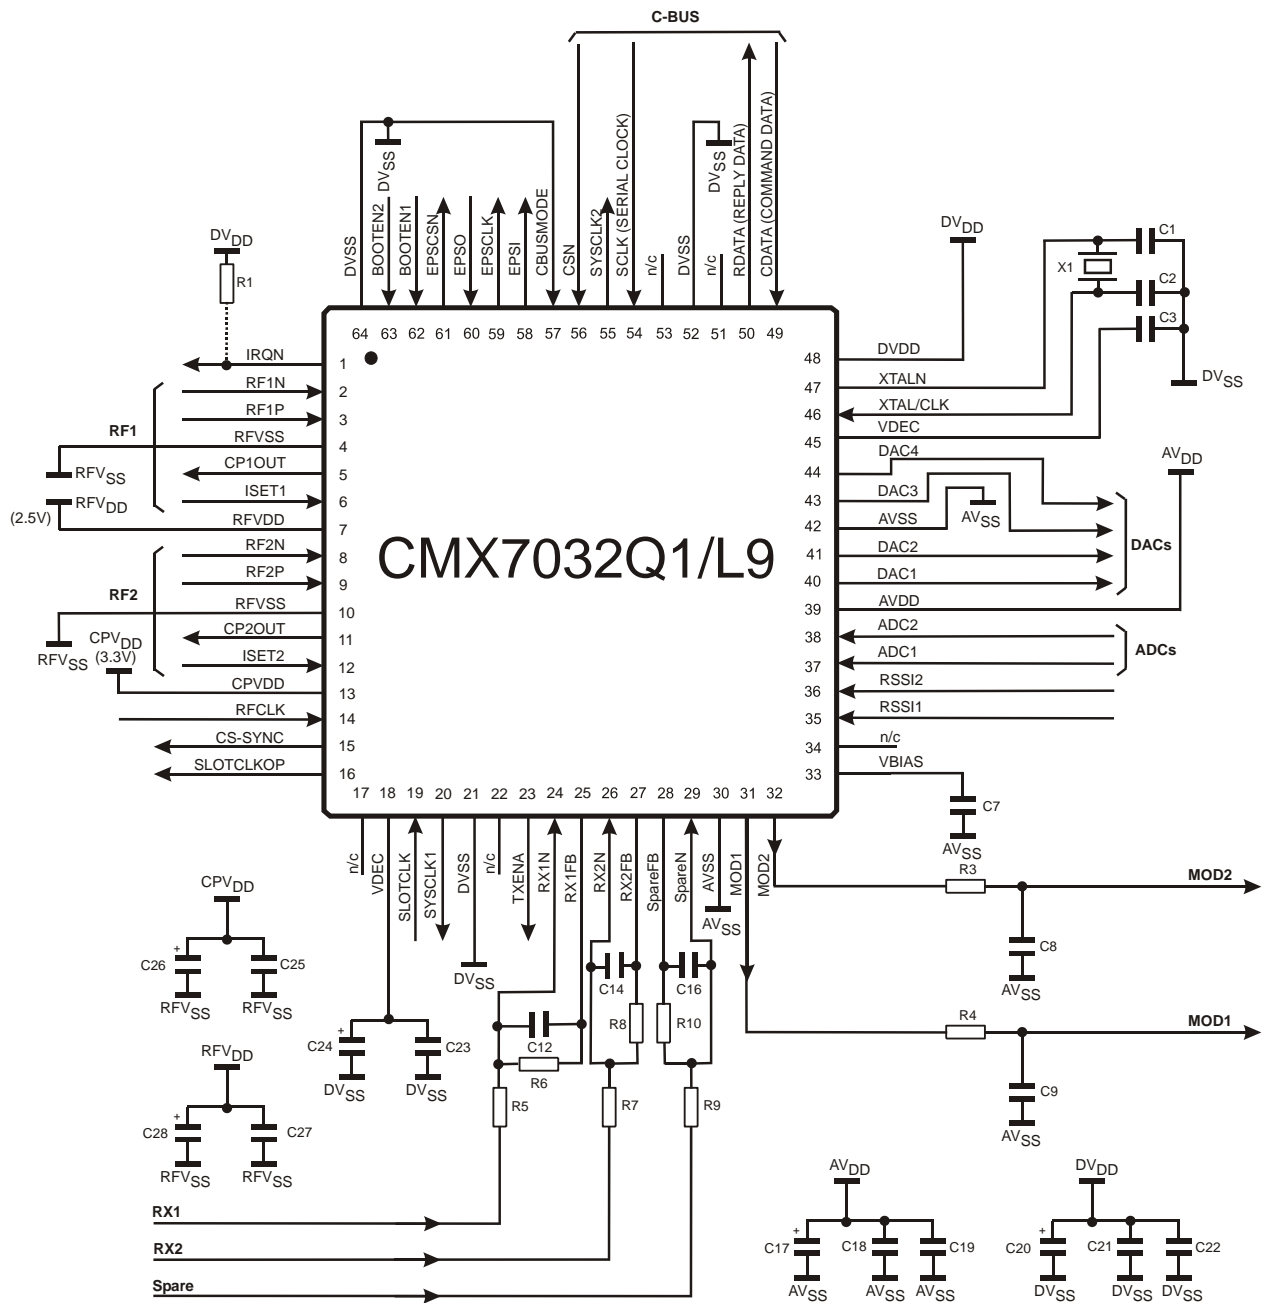 C-BUS
DVSS
DVSS
BOOTEN2
BOOTEN1
EPSCSN
EPSO
EPSCLK
EPSI
CBUSMODE
CSN
SYSCLK2
SCLK (SERIAL CLOCK)
n/c
DVSS
DVSS
n/c
RDATA (REPLY DATA)
CDATA (COMMAND DATA)
64 63 62 61 60 59 58 57 56 55 54 53 52 51 50 49
DVDD
R1
IRQN 1
RF1
RF1N 2
RF1P 3
RFVSS 4
RFVSS
CP1OUT 5
ISET1 6
RFVDD
(2.5V)
RFVDD 7
RF2
RF2N 8
RF2P 9
RFVSS 10
RFVSS
CP2OUT 11
ISET2 12
CPVDD
(3.3V)
CPVDD 13
RFCLK 14
CS-SYNC 15
SLOTCLKOP 16
CMX7032Q1/L9
DVDD
C1
X1
C2
C3
DVSS
48 DVDD
47 XTALN
46 XTAL/CLK
45 VDEC
44 DAC4
43 DAC3
42 AVSS
AVSS
AVDD
41 DAC2
40 DAC1
DACs
39 AVDD
38 ADC2
37 ADC1
ADCs
36 RSSI2
35 RSSI1
34 n/c
33 VBIAS
C7
AVSS
17 18 19 20 21 22 23 24 25 26 27 28 29 30 31 32
n/c
VDEC
SLOTCLK
SYSCLK1
DVSS
n/c
TXENA
RX1N
RX1FB
RX2N
RX2FB
SpareFB
SpareN
AVSS
MOD1
MOD2
AVSS
DVSS
R3
MOD2
C8
AVSS
R4
MOD1
C9
AVSS
CPVDD
+
C26
C25
RFVSS
RFVSS
+
C24
C23
DVSS
DVSS
C12
R6
R5
C14
R8
R7
C16
R10
R9
RFVDD
+
C28
C27
RFVSS
RFVSS
RX1
RX2
Spare
AVDD
+
C17
C18
C19
AVSS
AVSS
AVSS
DVDD
+
C20
C21
C22
DVSS
DVSS
DVSS